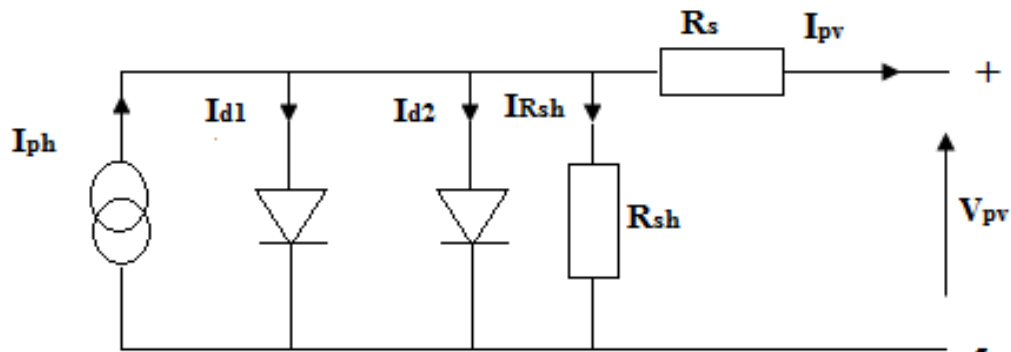 Rs Ipv
+
Id1 Id2 IRsh
Iph
Rsh Vpv
-